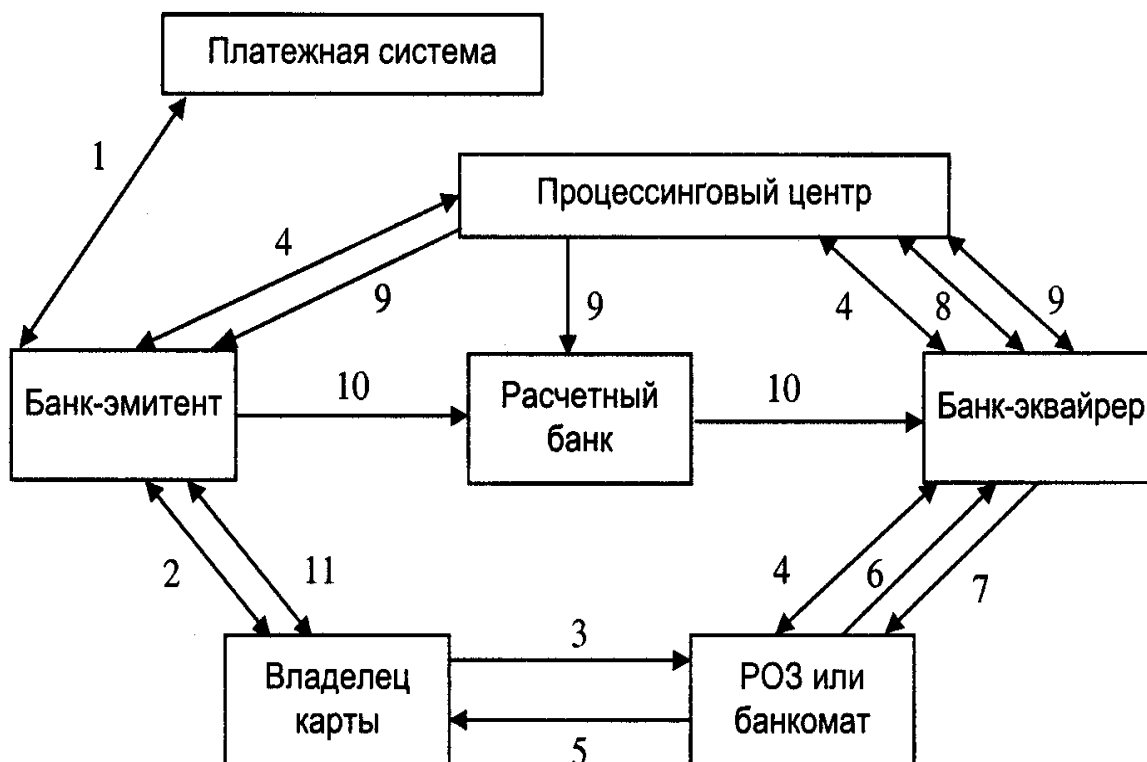 Платежная система
1
Процессинговый центр
4
9
9
4
8
9
Банк-эмитент
10
Расчетный
банк
10
Банк-эквайрер
2
11
4
6
7
3
Владелец
карты
РОЗ или
банкомат
5